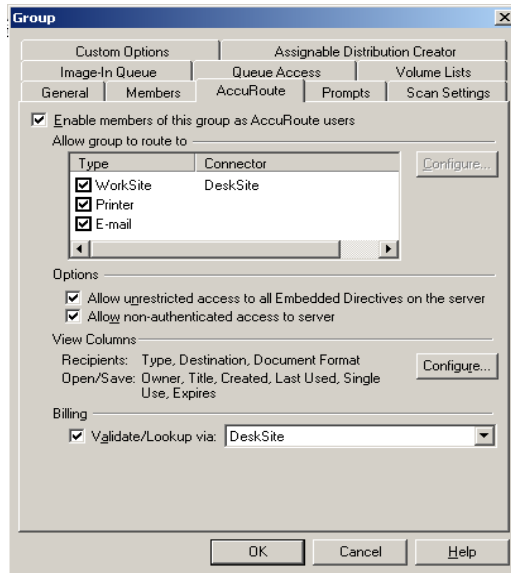 Group
Custom Options Assignable Distribution Creator
Image-In Queue Queue Access Volume Lists
General Members AccuRoute Prompts Scan Settings
Enable members of this group as AccuRoute users
Allow group to route to
Type Connector Configure...
WorkSite DeskSite
Printer
E-mail
Options
Allow unrestricted access to all Embedded Directives on the server
Allow non-authenticated access to server
View Columns
Recipients: Type, Destination, Document Format
Open/Save: Owner, Title, Created, Last Used, Single Configure...
Use, Expires
Billing
Validate/Lookup via: DeskSite
OK Cancel Help